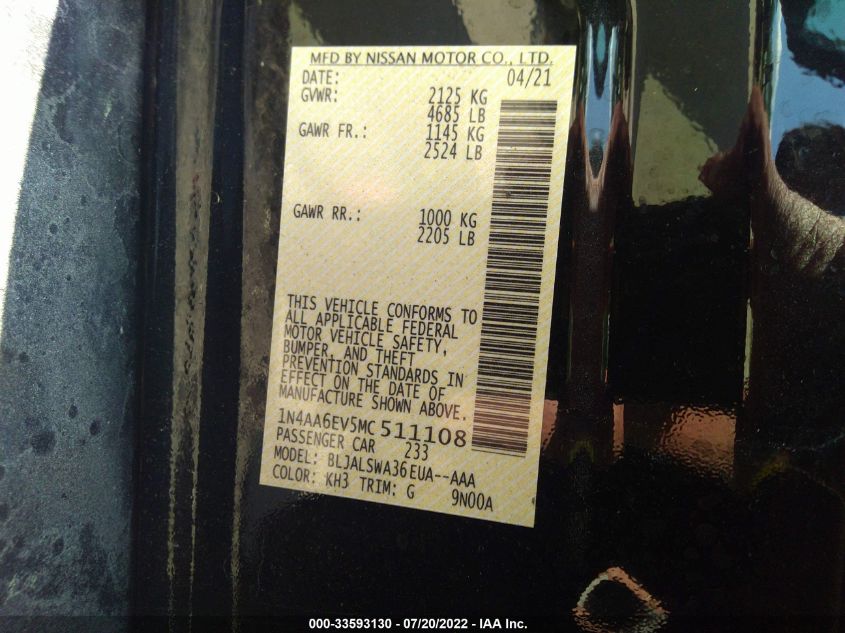 MFD BY NISSAN MOTOR CO., LTD.
DATE: 04/21
GVWR: 2125 KG
4685 LB
GAWR FR.: 1145 KG
2524 LB
GAWR RR.: 1000 KG
2205 LB
THIS VEHICLE CONFORMS TO
ALL APPLICABLE FEDERAL
MOTOR VEHICLE SAFETY,
BUMPER, AND THEFT
PREVENTION STANDARDS IN
EFFECT ON THE DATE OF
MANUFACTURE SHOWN ABOVE.
1N4AA6EV5MC511108
PASSENGER CAR 233
MODEL: BLJALSWA36EUA--AAA
COLOR: KH3 TRIM: G 9N00A
000-33593130 - 07/20/2022 - IAA Inc.